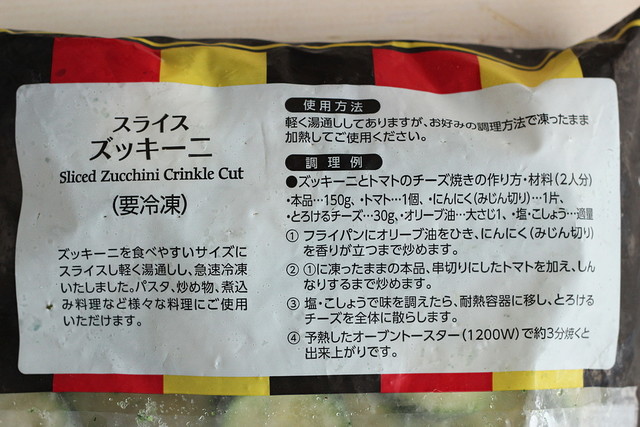 スライス
ズッキーニ
Sliced Zucchini Crinkle Cut
(要冷凍)
ズッキーニを食べやすいサイズに
スライスし軽く湯通しし、急速冷凍
いたしました。パスタ、炒め物、煮込
み料理など様々な料理にご使用
いただけます。
使用方法
軽く湯通ししてありますが、お好みの調理方法で凍ったまま
加熱してご使用ください。
調理例
●ズッキーニとトマトのチーズ焼きの作り方・材料(2人分)
・本品…150g、・トマト…1個、・にんにく(みじん切り)…1片、
・とろけるチーズ…30g、・オリーブ油…大さじ1、・塩・こしょう…適量
① フライパンにオリーブ油をひき、にんにく(みじん切り)
を香りが立つまで炒めます。
② ①に凍ったままの本品、串切りにしたトマトを加え、しん
なりするまで炒めます。
③ 塩・こしょうで味を調えたら、耐熱容器に移し、とろける
チーズを全体に散らします。
④ 予熱したオーブントースター(1200W)で約3分焼くと
出来上がりです。